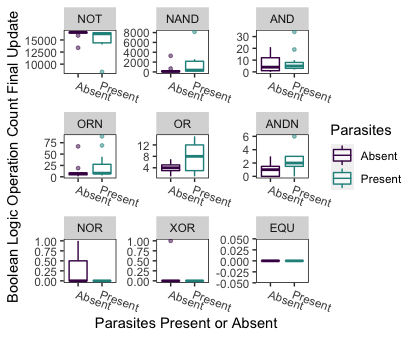 Boolean Logic Operation Count Final Update
NOT
15000
10000
Absent
Present
NAND
8000
6000
4000
2000
0
Absent
Present
AND
30
20
10
0
Absent
Present
ORN
75
50
25
0
Absent
Present
OR
12
8
4
Absent
Present
ANDN
6
4
2
0
Absent
Present
NOR
1.00
0.75
0.50
0.25
0.00
Absent
Present
XOR
1.00
0.75
0.50
0.25
0.00
Absent
Present
EQU
0.050
0.025
0.000
-0.025
-0.050
Absent
Present
Parasites Present or Absent
Parasites
Absent
Present